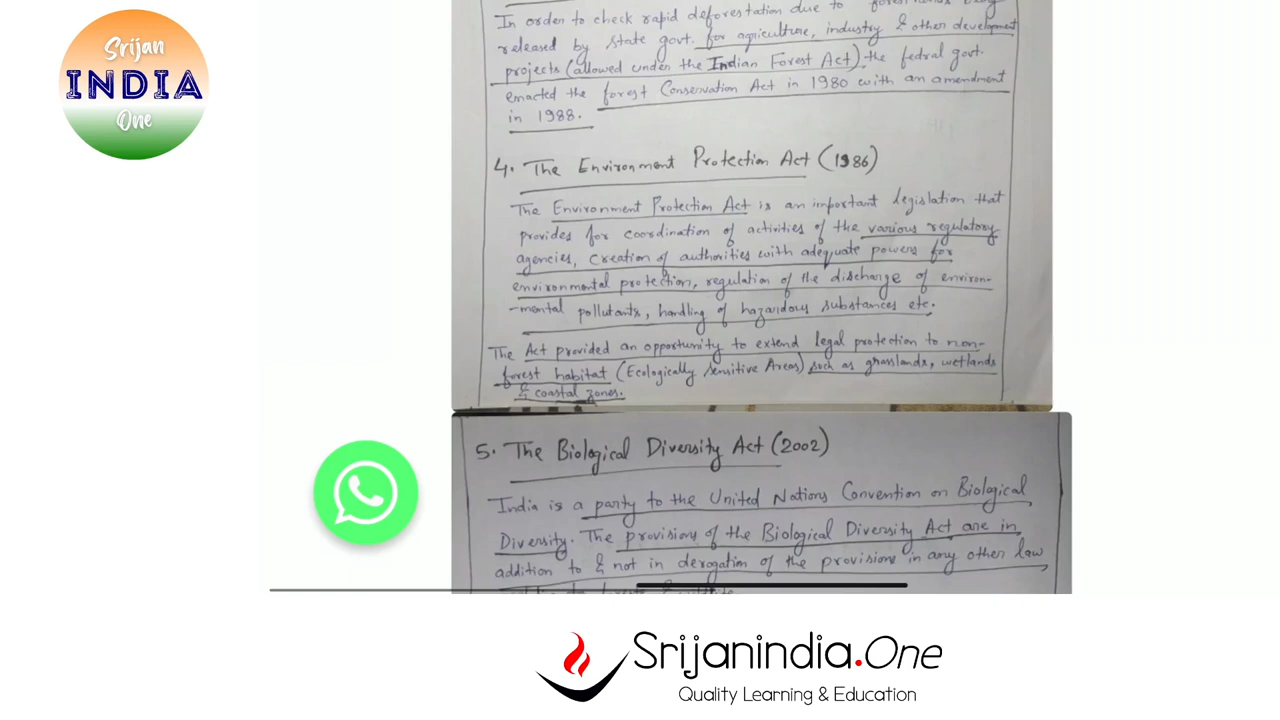 Srijan
INDIA
One
In order to check rapid deforestation due to forestlands being
released by state govt. for agriculture, industry & other development
projects (allowed under the Indian Forest Act), the federal govt.
enacted the forest Conservation Act in 1980 with an amendment
in 1988.
4. The Environment Protection Act (1986)
The Environment Protection Act is an important legislation that
provides for coordination of activities of the various regulatory
agencies, creation of authorities with adequate powers for
environmental protection, regulation of the discharge of environ-
-mental pollutants, handling of hazardous substances etc.
The Act provided an opportunity to extend legal protection to non-
forest habitat (Ecologically Sensitive Areas) such as grasslands, wetlands
& coastal zones.
5. The Biological Diversity Act (2002)
India is a party to the United Nations Convention on Biological
Diversity. The provisions of the Biological Diversity Act are in
addition to & not in derogation of the provisions in any other law
Srijanindia.One
Quality Learning & Education